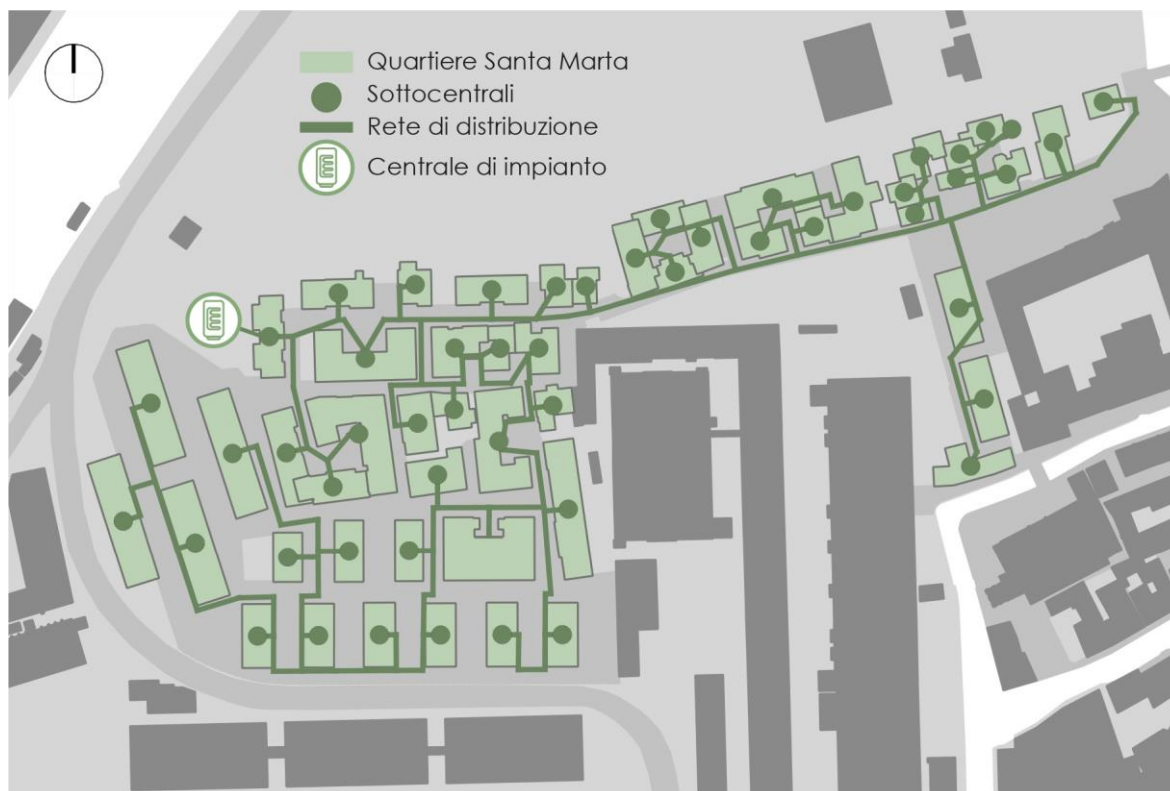 Quartiere Santa Marta
Sottocentrali
Rete di distribuzione
Centrale di impianto